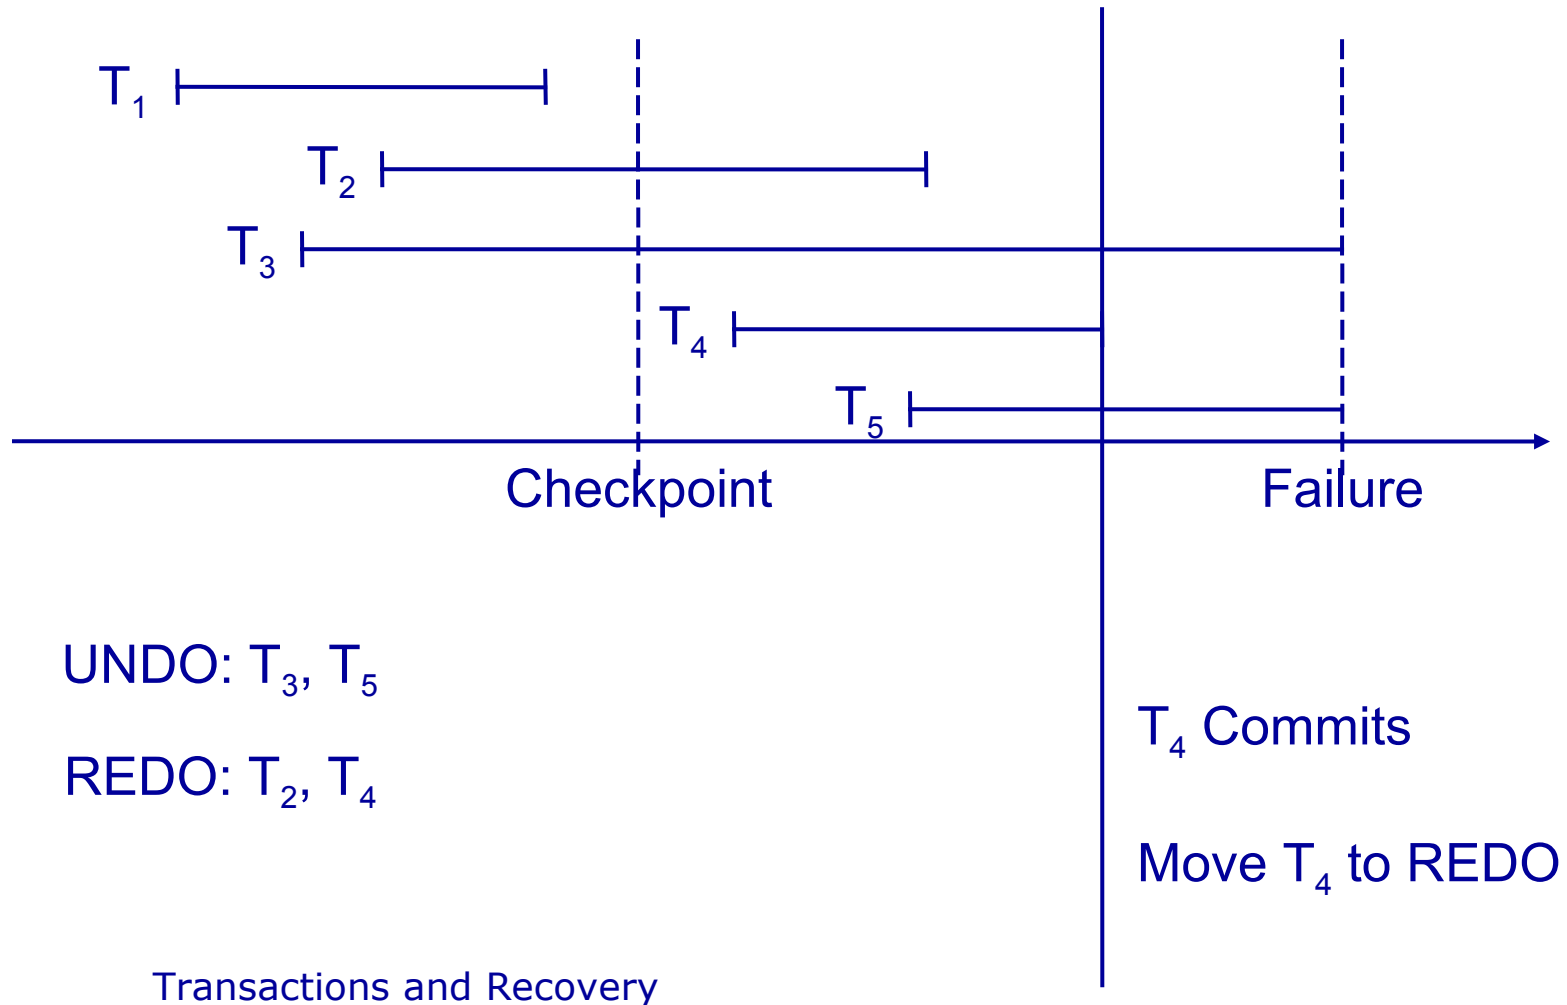 T₁
T₂
T₃
T₄
T₅
Checkpoint
Failure
UNDO: T₃, T₅
REDO: T₂, T₄
T₄ Commits
Move T₄ to REDO
Transactions and Recovery